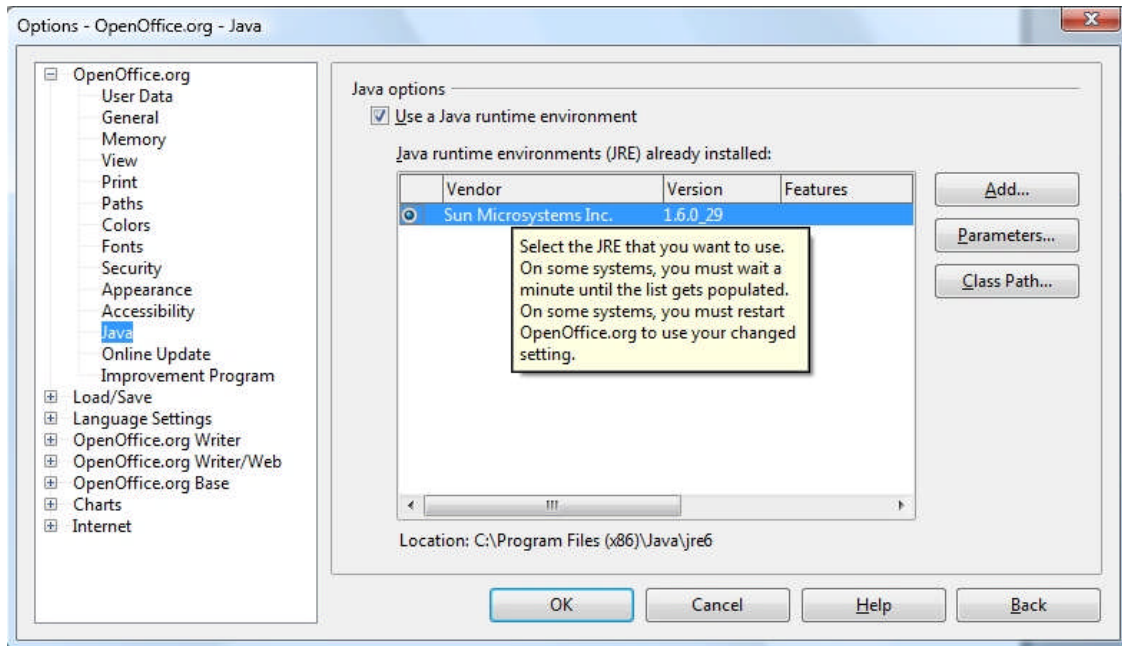 Options - OpenOffice.org - Java
OpenOffice.org
User Data
General
Memory
View
Print
Paths
Colors
Fonts
Security
Appearance
Accessibility
Java
Online Update
Improvement Program
Load/Save
Language Settings
OpenOffice.org Writer
OpenOffice.org Writer/Web
OpenOffice.org Base
Charts
Internet
Java options
Use a Java runtime environment
Java runtime environments (JRE) already installed:
Vendor Version Features
Sun Microsystems Inc. 1.6.0_29
Select the JRE that you want to use.
On some systems, you must wait a
minute until the list gets populated.
On some systems, you must restart
OpenOffice.org to use your changed
setting.
Add...
Parameters...
Class Path...
Location: C:\Program Files (x86)\Java\jre6
OK Cancel Help Back